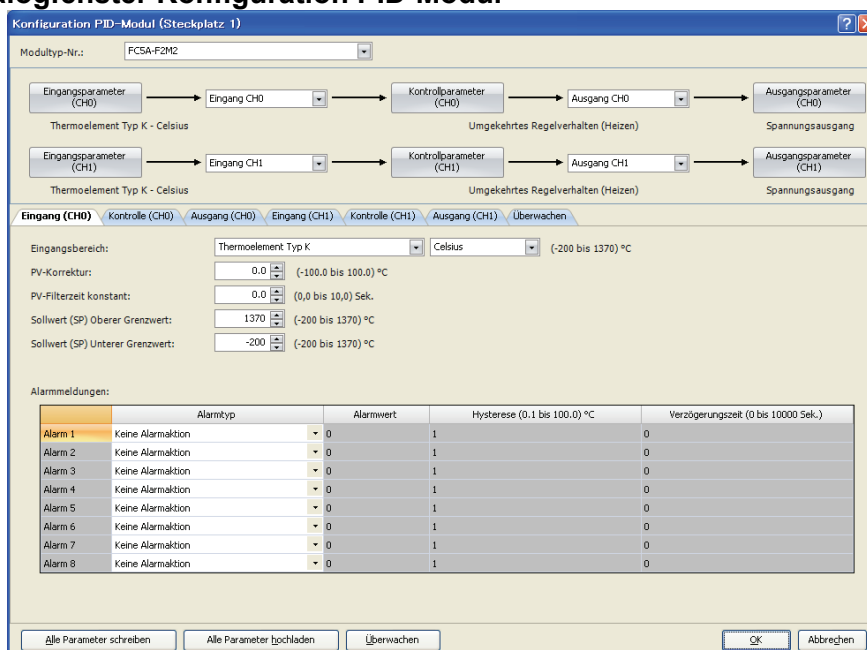 Konfiguration PID-Modul
Konfiguration PID-Modul (Steckplatz 1)
Modultyp-Nr.: FC5A-F2M2
Eingangsparameter (CH0) Eingang CH0 Kontrollparameter (CH0) Ausgang CH0 Ausgangsparameter (CH0)
Thermoelement Typ K - Celsius Umgekehrtes Regelverhalten (Heizen) Spannungsausgang
Eingangsparameter (CH1) Eingang CH1 Kontrollparameter (CH1) Ausgang CH1 Ausgangsparameter (CH1)
Thermoelement Typ K - Celsius Umgekehrtes Regelverhalten (Heizen) Spannungsausgang
Eingang (CH0) Kontrolle (CH0) Ausgang (CH0) Eingang (CH1) Kontrolle (CH1) Ausgang (CH1) Überwachen
Eingangsbereich: Thermoelement Typ K Celsius (-200 bis 1370) °C
PV-Korrektur: 0.0 (-100.0 bis 100.0) °C
PV-Filterzeit konstant: 0.0 (0,0 bis 10,0) Sek.
Sollwert (SP) Oberer Grenzwert: 1370 (-200 bis 1370) °C
Sollwert (SP) Unterer Grenzwert: -200 (-200 bis 1370) °C
Alarmmeldungen:
Alarmtyp Alarmwert Hysterese (0.1 bis 100.0) °C Verzögerungszeit (0 bis 10000 Sek.)
Alarm 1 Keine Alarmaktion 0 1 0
Alarm 2 Keine Alarmaktion 0 1 0
Alarm 3 Keine Alarmaktion 0 1 0
Alarm 4 Keine Alarmaktion 0 1 0
Alarm 5 Keine Alarmaktion 0 1 0
Alarm 6 Keine Alarmaktion 0 1 0
Alarm 7 Keine Alarmaktion 0 1 0
Alarm 8 Keine Alarmaktion 0 1 0
Alle Parameter schreiben Alle Parameter hochladen Überwachen OK Abbrechen